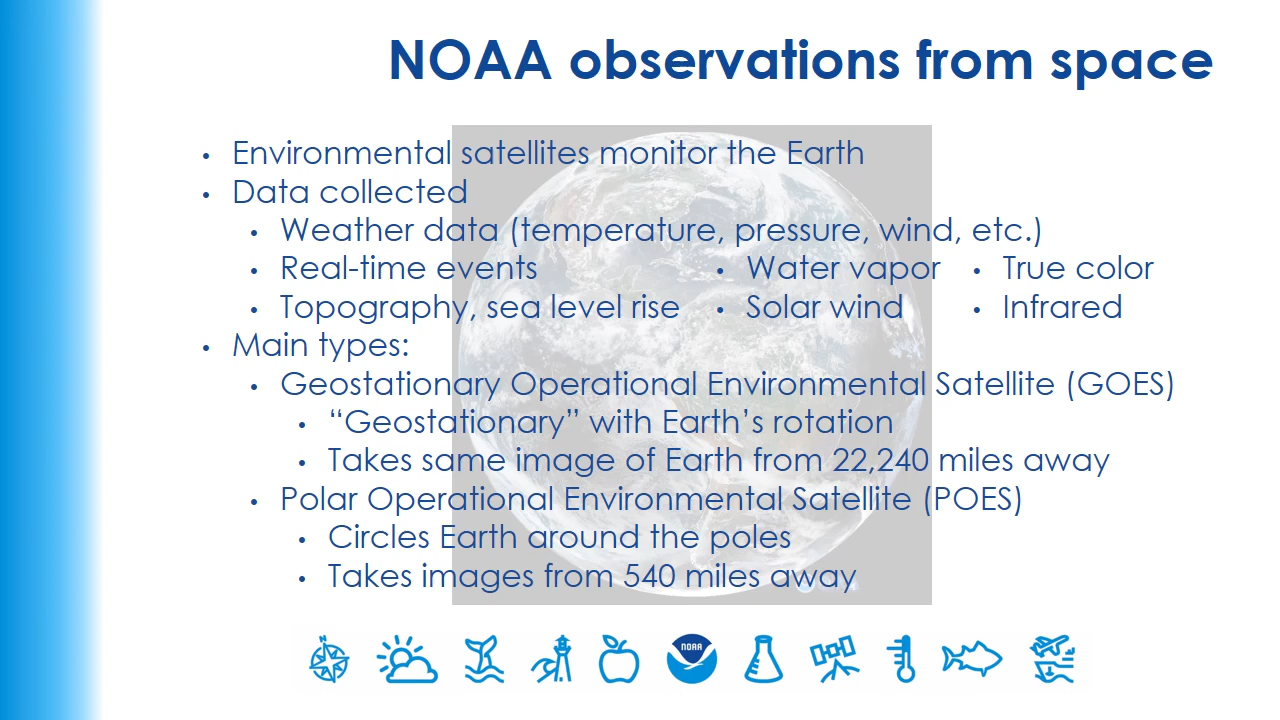 NOAA observations from space
• Environmental satellites monitor the Earth
• Data collected
• Weather data (temperature, pressure, wind, etc.)
• Real-time events • Water vapor • True color
• Topography, sea level rise • Solar wind • Infrared
• Main types:
• Geostationary Operational Environmental Satellite (GOES)
• “Geostationary” with Earth’s rotation
• Takes same image of Earth from 22,240 miles away
• Polar Operational Environmental Satellite (POES)
• Circles Earth around the poles
• Takes images from 540 miles away
N
NOAA